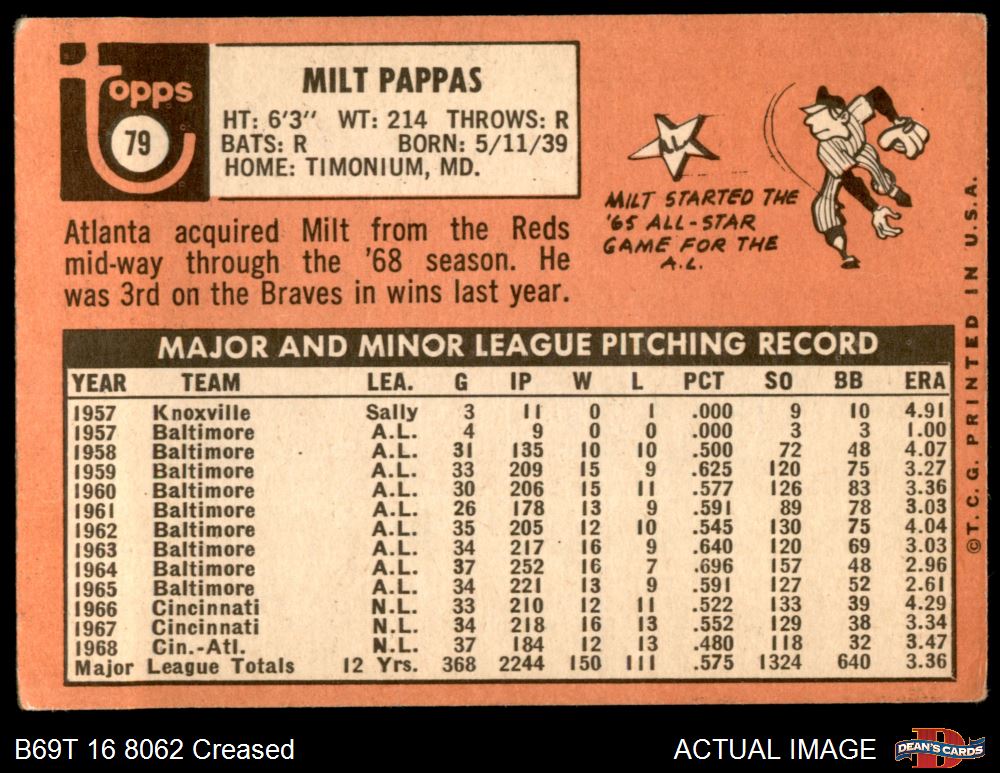 topps
79
MILT PAPPAS
HT: 6'3" WT: 214 THROWS: R
BATS: R BORN: 5/11/39
HOME: TIMONIUM, MD.
A.L.
MILT STARTED THE
'65 ALL-STAR
GAME FOR THE
A.L.
Atlanta acquired Milt from the Reds
mid-way through the '68 season. He
was 3rd on the Braves in wins last year.
MAJOR AND MINOR LEAGUE PITCHING RECORD
YEAR TEAM LEA. G IP W L PCT SO BB ERA
1957 Knoxville Sally 3 11 0 1 .000 9 10 4.91
1957 Baltimore A.L. 4 9 0 0 .000 3 3 1.00
1958 Baltimore A.L. 31 135 10 10 .500 72 48 4.07
1959 Baltimore A.L. 33 209 15 9 .625 120 75 3.27
1960 Baltimore A.L. 30 206 15 11 .577 126 83 3.36
1961 Baltimore A.L. 26 178 13 9 .591 89 78 3.03
1962 Baltimore A.L. 35 205 12 10 .545 130 75 4.04
1963 Baltimore A.L. 34 217 16 9 .640 120 69 3.03
1964 Baltimore A.L. 37 252 16 7 .696 157 48 2.96
1965 Baltimore A.L. 34 221 13 9 .591 127 52 2.61
1966 Cincinnati N.L. 33 210 12 11 .522 133 39 4.29
1967 Cincinnati N.L. 34 218 16 13 .552 129 38 3.34
1968 Cin.-Atl. N.L. 37 184 12 13 .480 118 32 3.47
Major League Totals 12 Yrs. 368 2244 150 111 .575 1324 640 3.36
©T.C.G. PRINTED IN U.S.A.
B69T 16 8062 Creased
ACTUAL IMAGE
DEAN'S CARDS